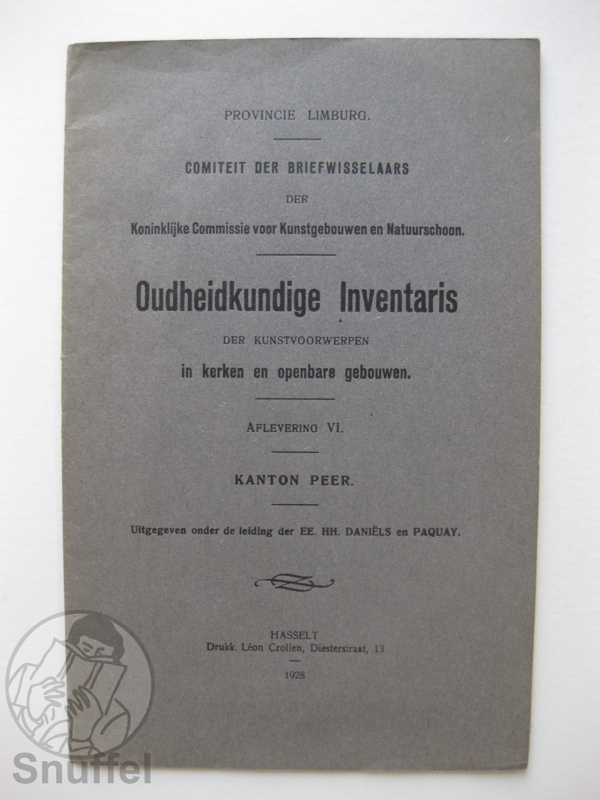 PROVINCIE LIMBURG.
COMITEIT DER BRIEFWISSELAARS
DER
Koninklijke Commissie voor Kunstgebouwen en Natuurschoon.
Oudheidkundige Inventaris
DER KUNSTVOORWERPEN
in kerken en openbare gebouwen.
AFLEVERING VI.
KANTON PEER.
Uitgegeven onder de leiding der EE. HH. DANIËLS en PAQUAY.
HASSELT
Drukk. Léon Crollen, Diesterstraat, 13
1928
Snuffel